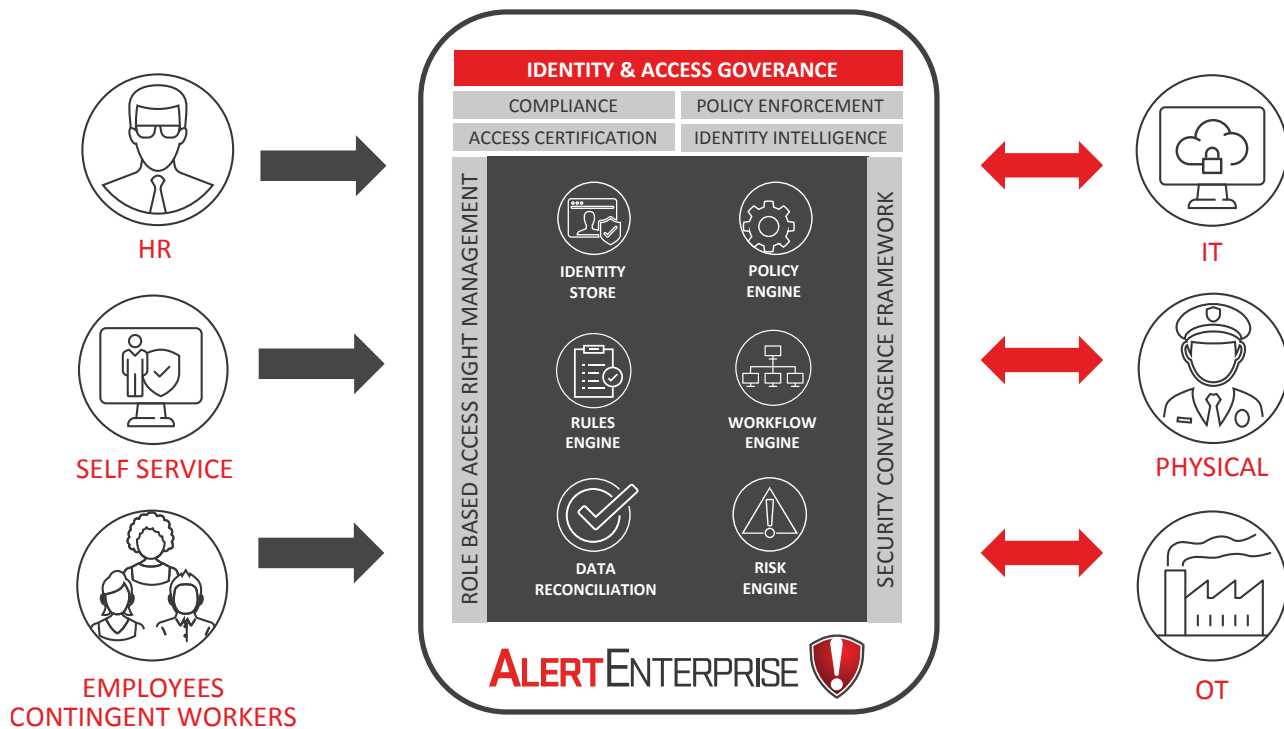 IDENTITY & ACCESS GOVERANCE
COMPLIANCE
POLICY ENFORCEMENT
ACCESS CERTIFICATION
IDENTITY INTELLIGENCE
HR
SELF SERVICE
EMPLOYEES
CONTINGENT WORKERS
ROLE BASED ACCESS RIGHT MANAGEMENT
IDENTITY
STORE
POLICY
ENGINE
RULES
ENGINE
WORKFLOW
ENGINE
DATA
RECONCILIATION
RISK
ENGINE
SECURITY CONVERGENCE FRAMEWORK
ALERTENTERPRISE
IT
PHYSICAL
OT